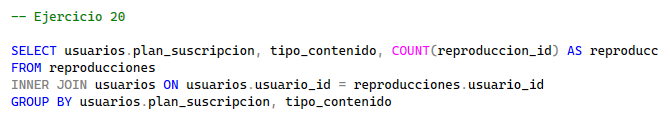 -- Ejercicio 20
SELECT usuarios.plan_suscripcion, tipo_contenido, COUNT(reproduccion_id) AS reproducc
FROM reproducciones
INNER JOIN usuarios ON usuarios.usuario_id = reproducciones.usuario_id
GROUP BY usuarios.plan_suscripcion, tipo_contenido